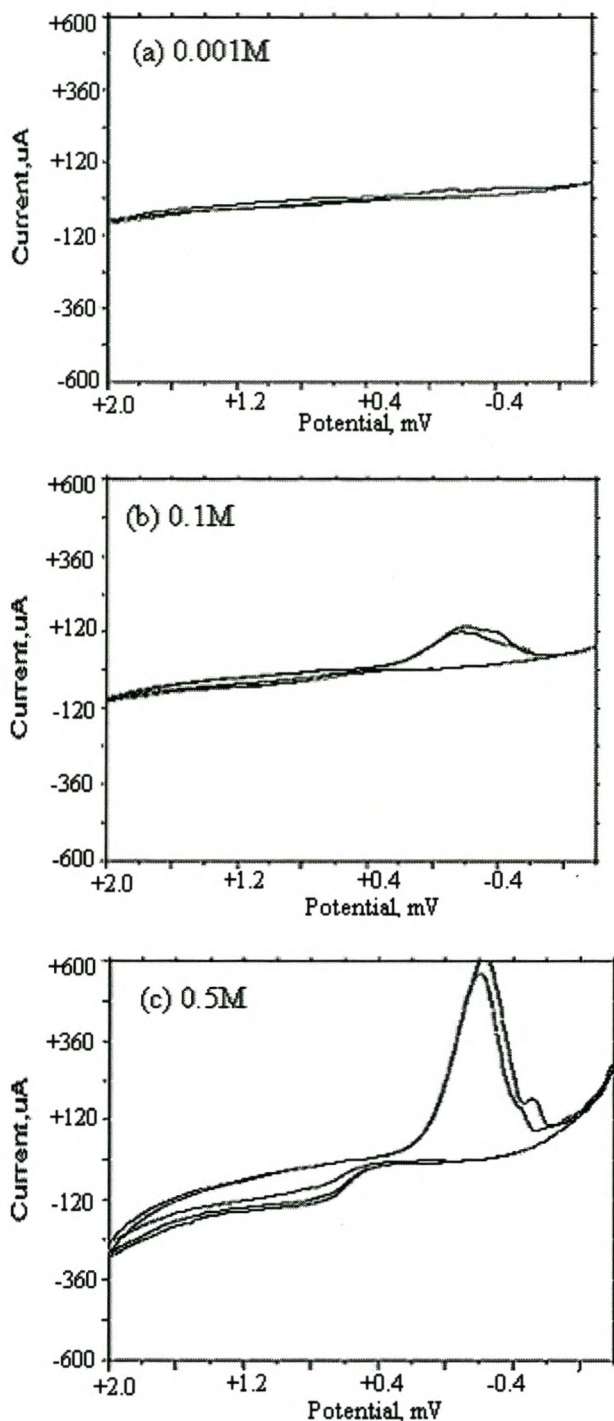 +600
(a) 0.001M
+360
+120
-120
-360
-600
Current,uA
+2.0 +1.2 +0.4 -0.4
Potential, mV
+600
(b) 0.1M
+360
+120
-120
-360
-600
Current,uA
+2.0 +1.2 +0.4 -0.4
Potential, mV
+600
(c) 0.5M
+360
+120
-120
-360
-600
Current,uA
+2.0 +1.2 +0.4 -0.4
Potential, mV